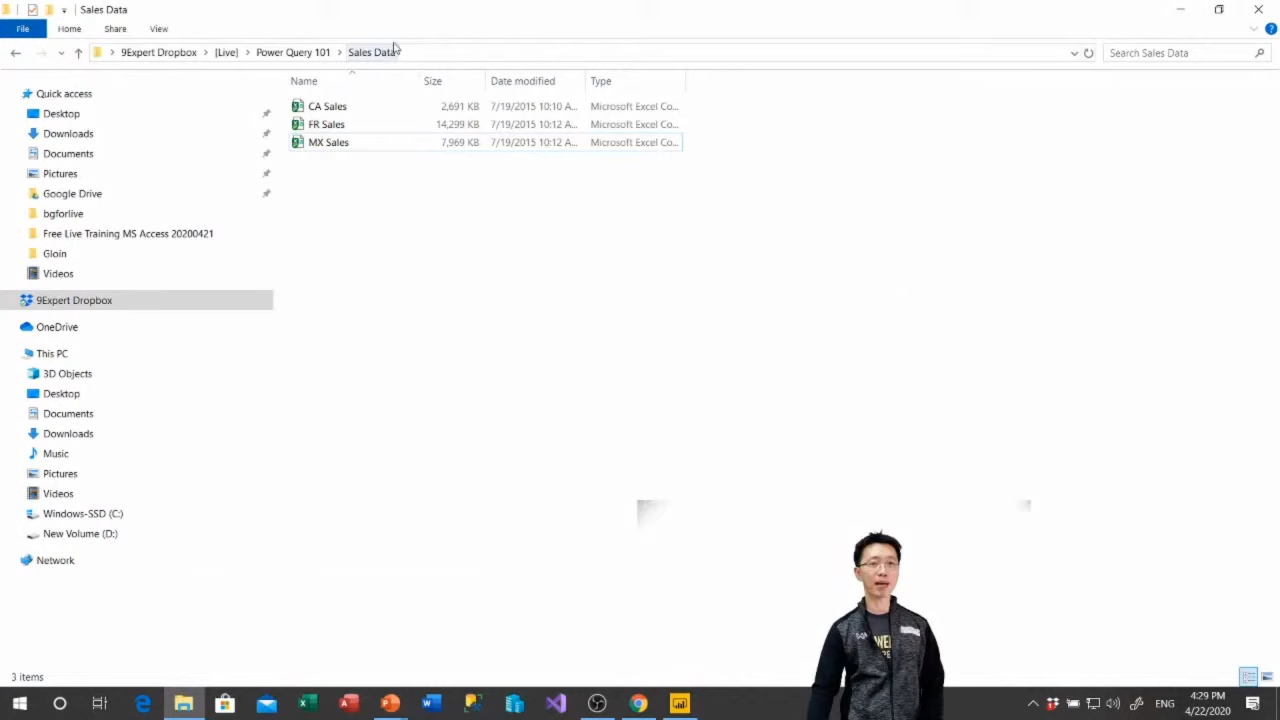 Sales Data
File Home Share View
9Expert Dropbox [Live] Power Query 101 Sales Data
Search Sales Data
Name Size Date modified Type
CA Sales 2,691 KB 7/19/2015 10:10 A... Microsoft Excel Co...
FR Sales 14,299 KB 7/19/2015 10:12 A... Microsoft Excel Co...
MX Sales 7,969 KB 7/19/2015 10:12 A... Microsoft Excel Co...
Quick access
Desktop
Downloads
Documents
Pictures
Google Drive
bgforlive
Free Live Training MS Access 20200421
Gloin
Videos
9Expert Dropbox
OneDrive
This PC
3D Objects
Desktop
Documents
Downloads
Music
Pictures
Videos
Windows-SSD (C:)
New Volume (D:)
Network
3 items
ENG
4:29 PM
4/22/2020